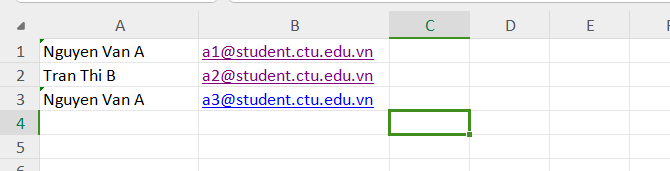 A B C D E
1 Nguyen Van A a1@student.ctu.edu.vn
2 Tran Thi B a2@student.ctu.edu.vn
3 Nguyen Van A a3@student.ctu.edu.vn
4
5